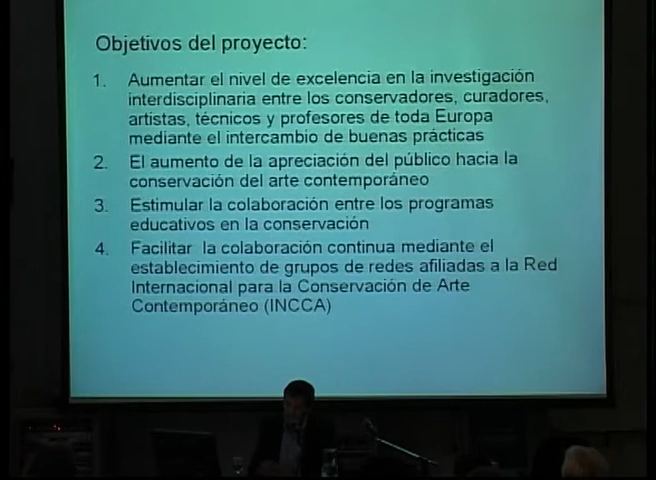 Objetivos del proyecto:
1. Aumentar el nivel de excelencia en la investigación
interdisciplinaria entre los conservadores, curadores,
artistas, técnicos y profesores de toda Europa
mediante el intercambio de buenas prácticas
2. El aumento de la apreciación del público hacia la
conservación del arte contemporáneo
3. Estimular la colaboración entre los programas
educativos en la conservación
4. Facilitar la colaboración continua mediante el
establecimiento de grupos de redes afiliadas a la Red
Internacional para la Conservación de Arte
Contemporáneo (INCCA)